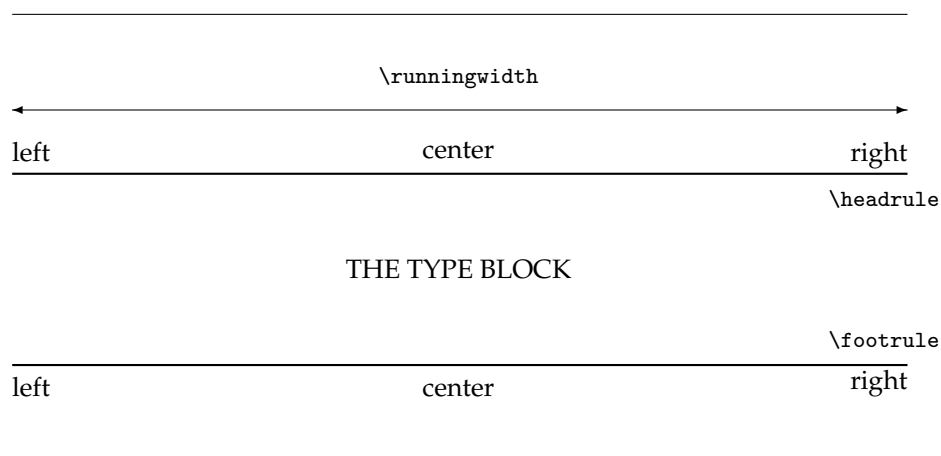 \runningwidth
left center right
\headrule
THE TYPE BLOCK
\footrule
left center right